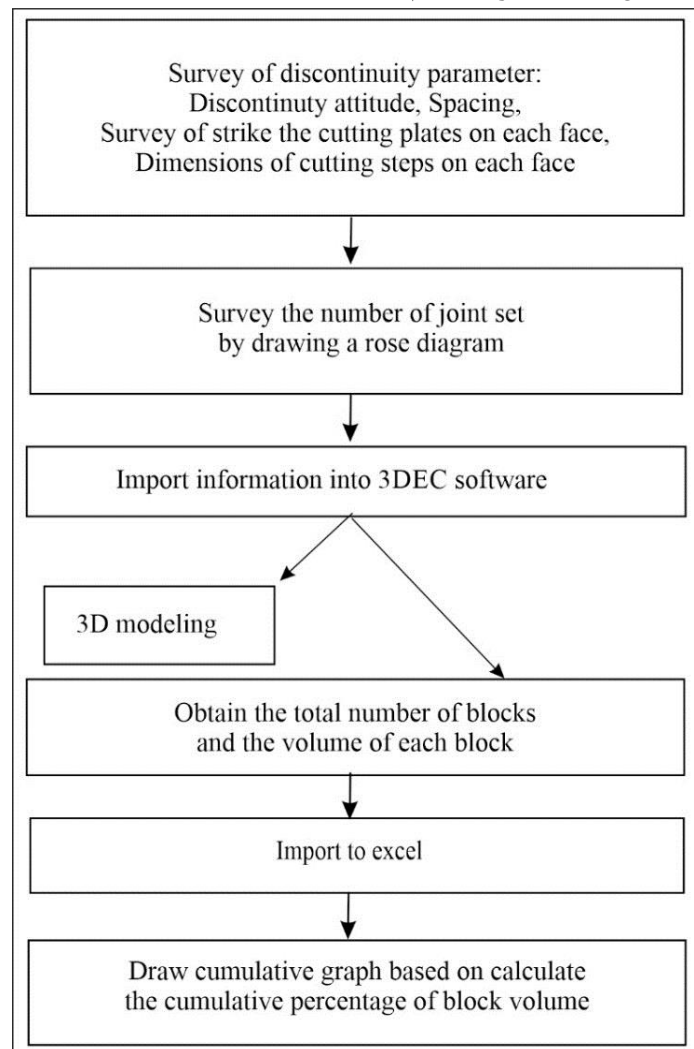 Survey of discontinuity parameter:
Discontinuty attitude, Spacing,
Survey of strike the cutting plates on each face,
Dimensions of cutting steps on each face
Survey the number of joint set
by drawing a rose diagram
Import information into 3DEC software
3D modeling
Obtain the total number of blocks
and the volume of each block
Import to excel
Draw cumulative graph based on calculate
the cumulative percentage of block volume